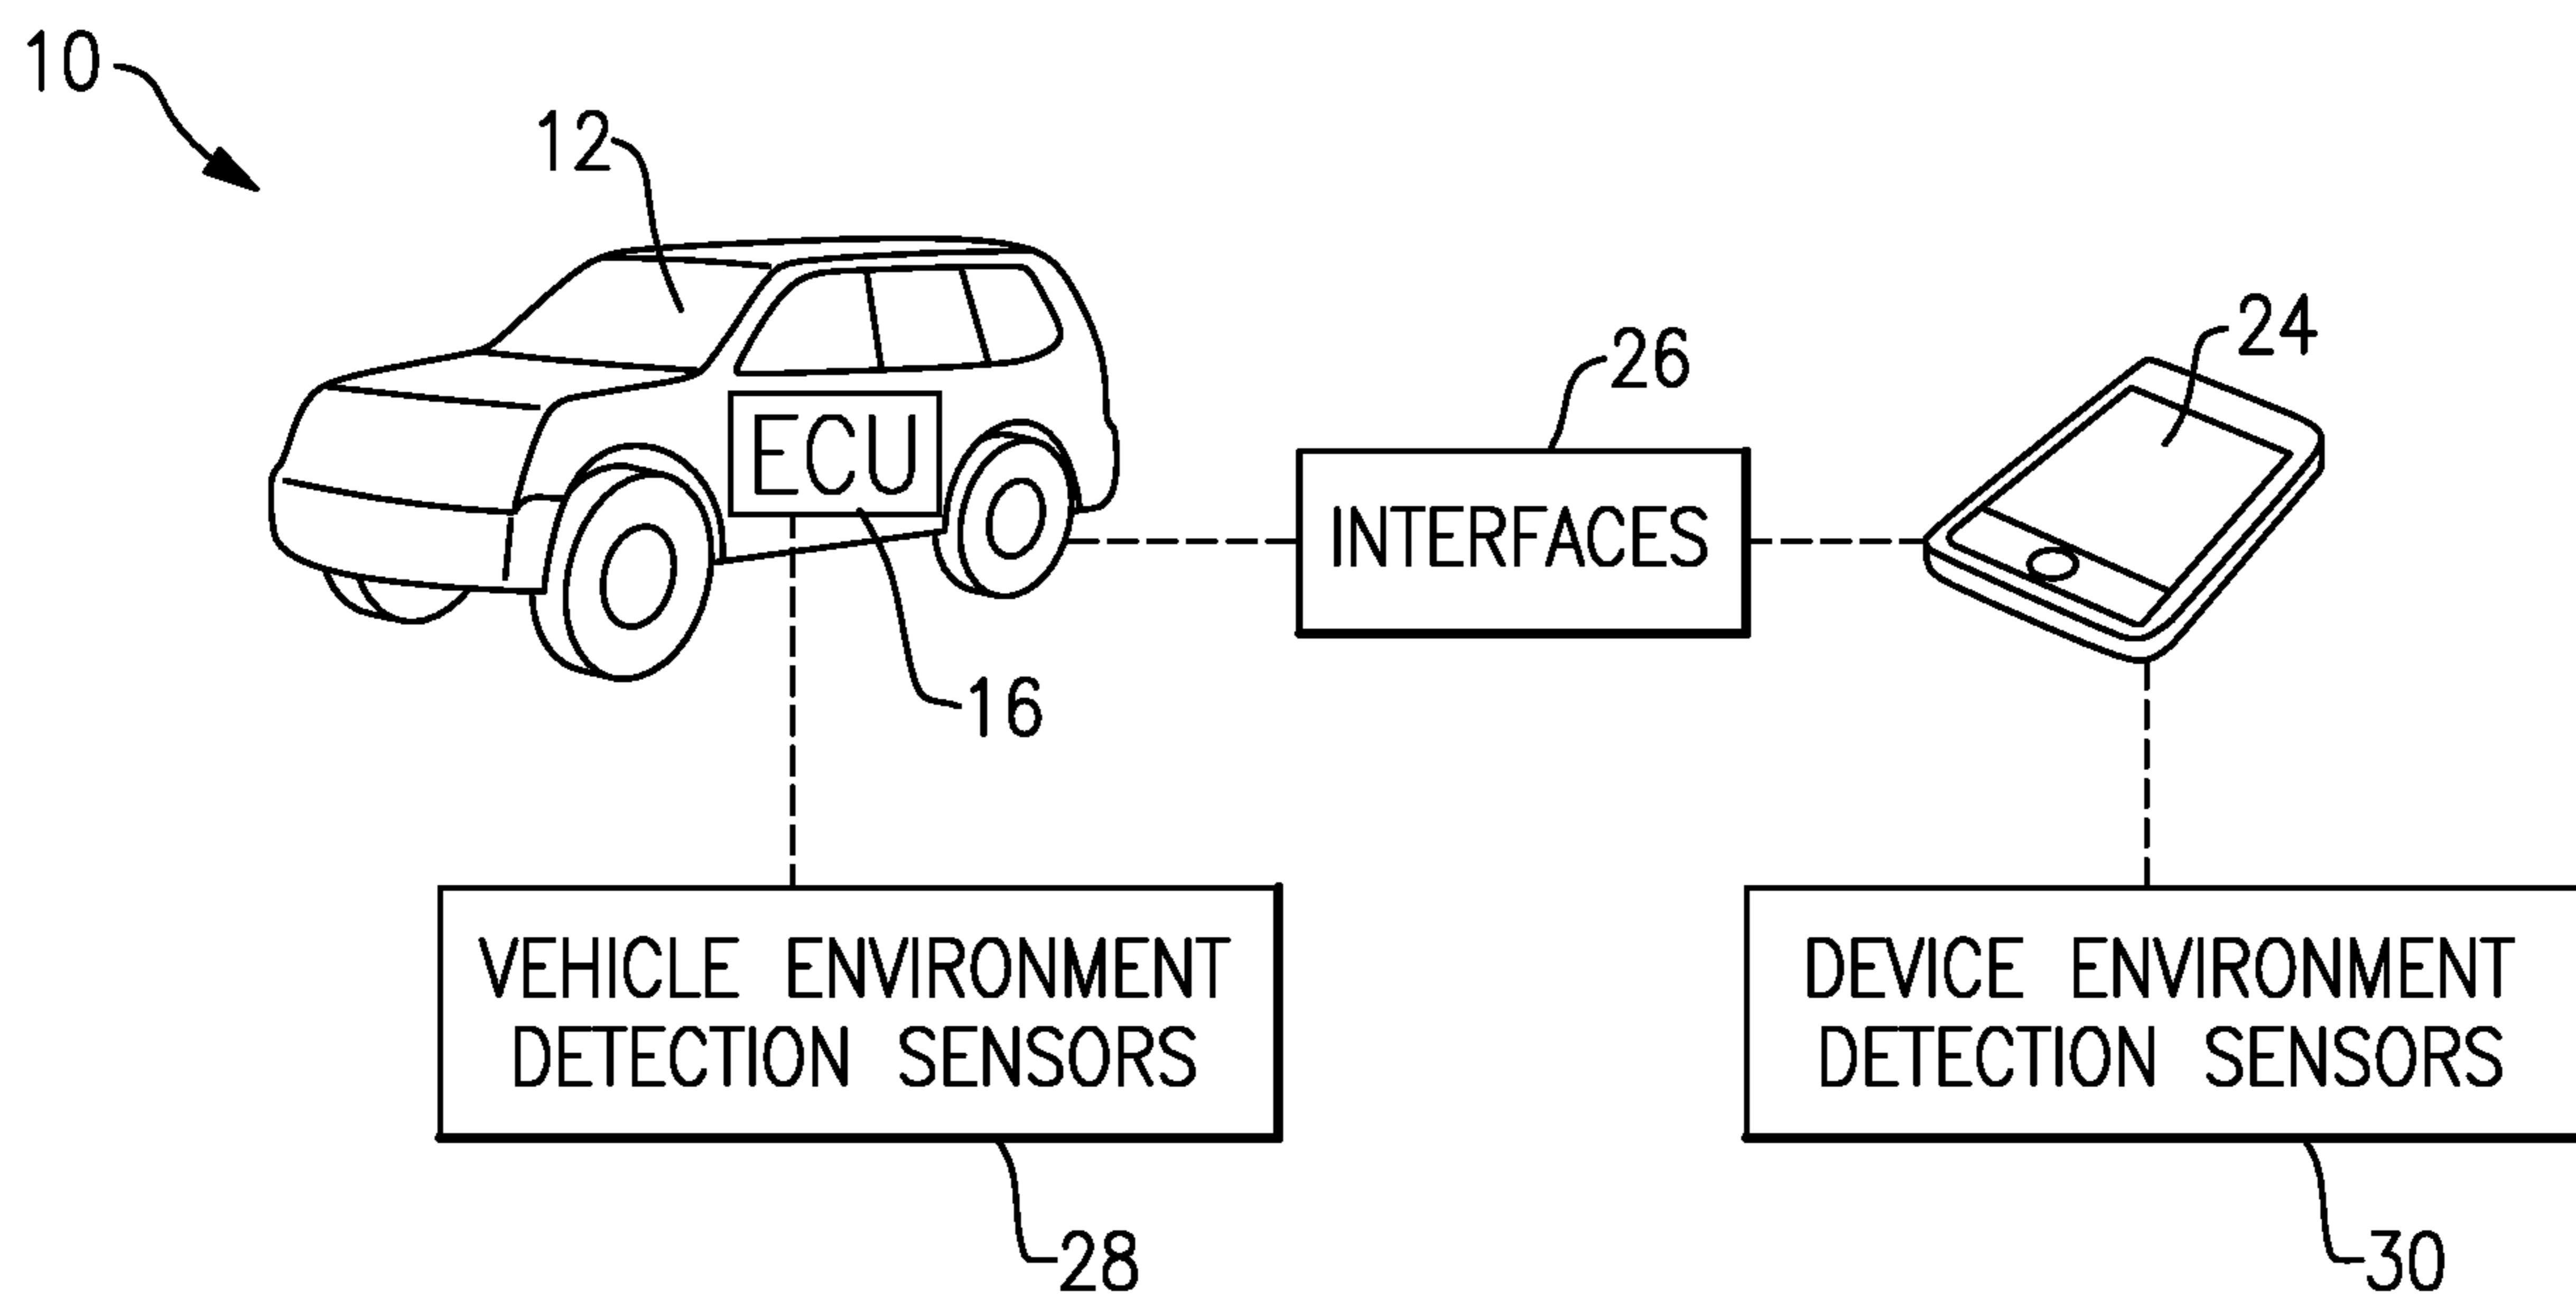 10
12
24
26
ECU
INTERFACES
16
VEHICLE ENVIRONMENT
DETECTION SENSORS
DEVICE ENVIRONMENT
DETECTION SENSORS
28
30